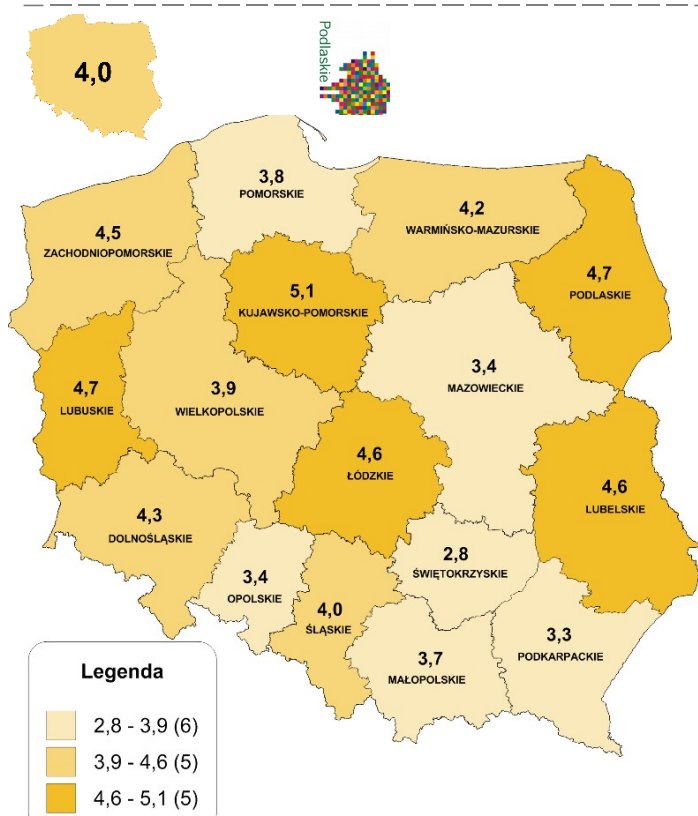 4,0
Podlaskie
3,8
POMORSKIE
4,2
WARMIŃSKO-MAZURSKIE
4,5
ZACHODNIOPOMORSKIE
4,7
PODLASKIE
5,1
KUJAWSKO-POMORSKIE
3,4
MAZOWIECKIE
4,7
LUBUSKIE
3,9
WIELKOPOLSKIE
4,6
ŁÓDZKIE
4,6
LUBELSKIE
4,3
DOLNOŚLĄSKIE
2,8
ŚWIĘTOKRZYSKIE
3,4
OPOLSKIE
4,0
ŚLĄSKIE
3,3
PODKARPACKIE
3,7
MAŁOPOLSKIE
Legenda
2,8 - 3,9 (6)
3,9 - 4,6 (5)
4,6 - 5,1 (5)